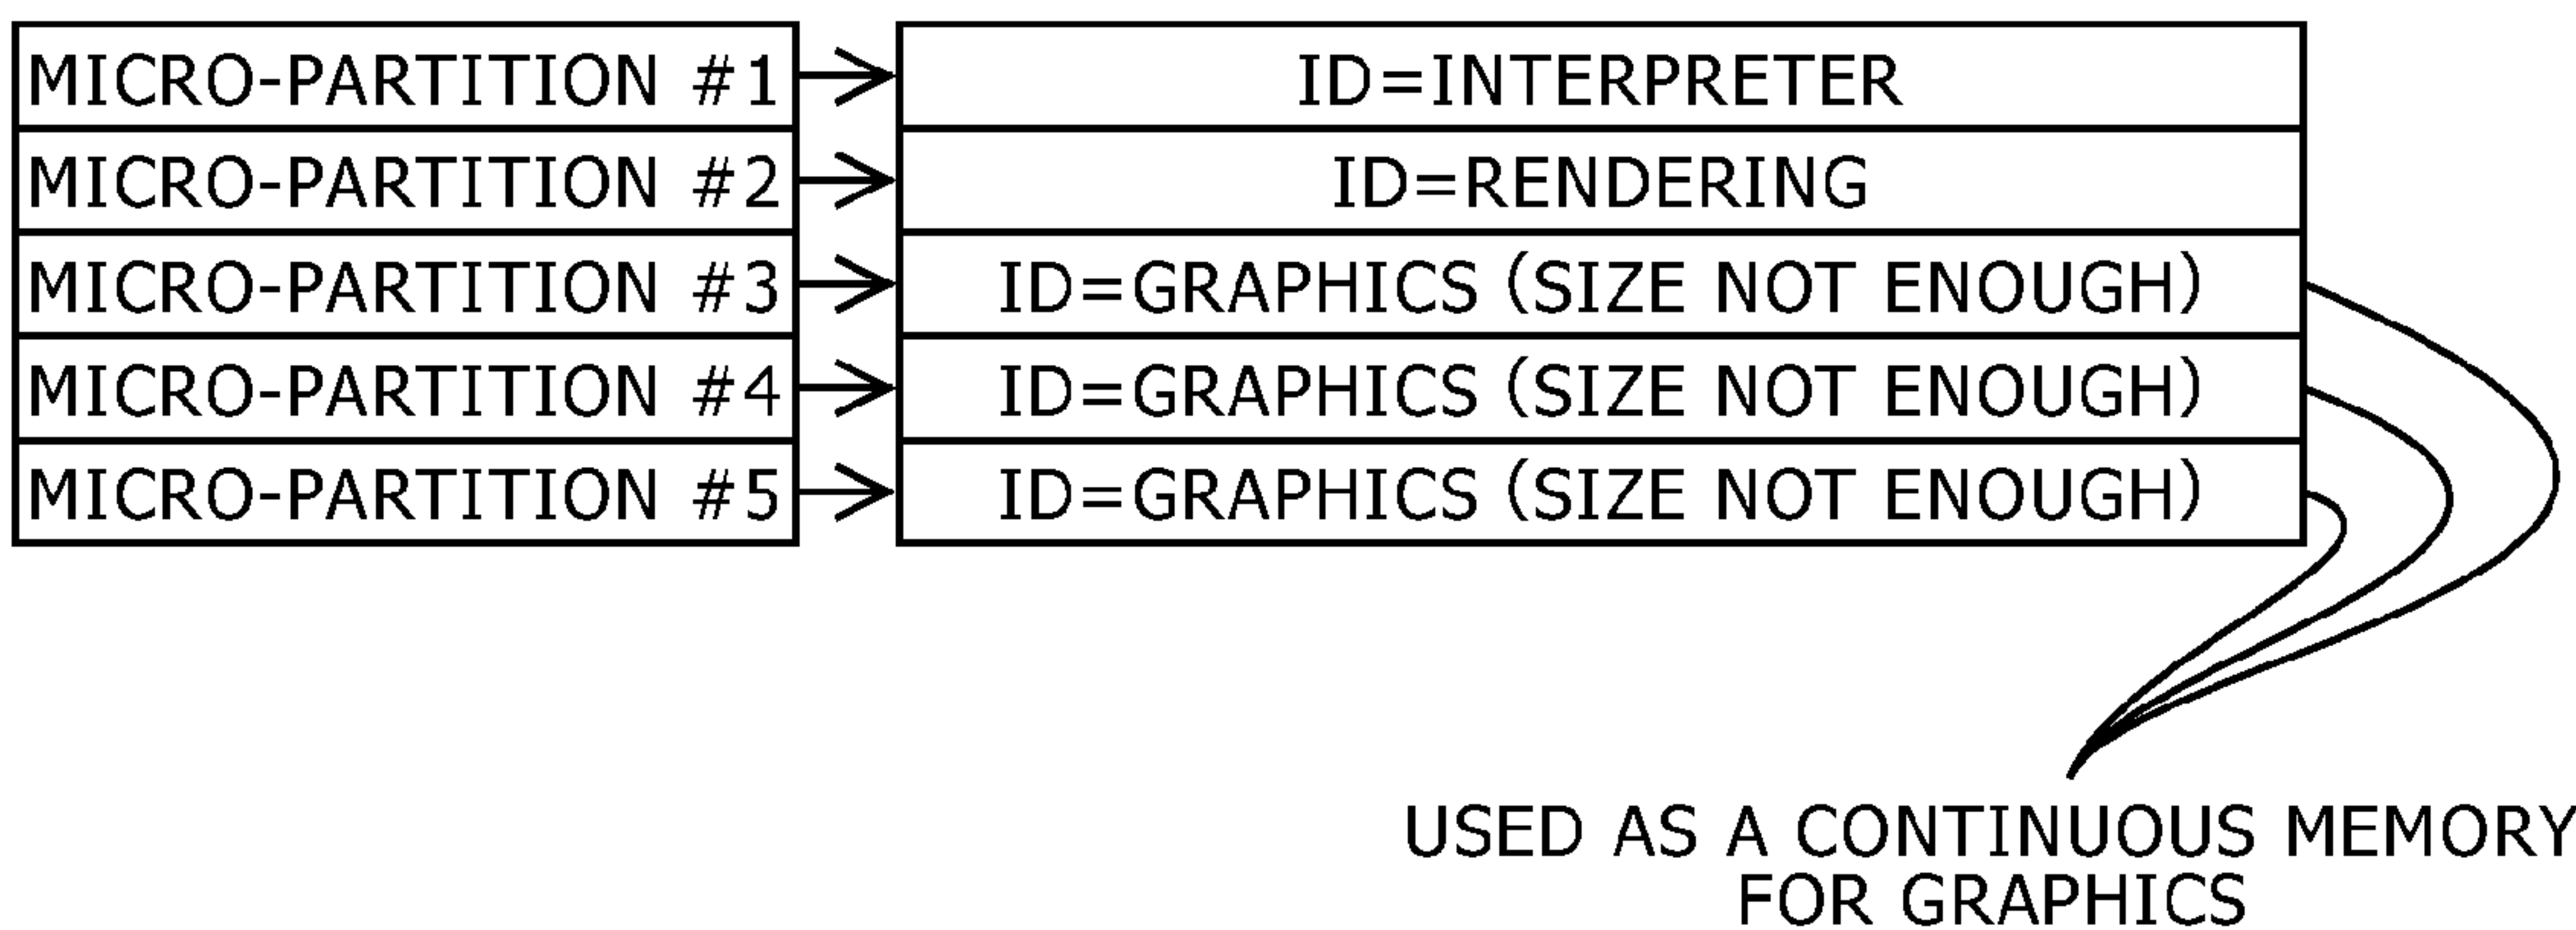 MICRO-PARTITION #1 ID=INTERPRETER
MICRO-PARTITION #2 ID=RENDERING
MICRO-PARTITION #3 ID=GRAPHICS (SIZE NOT ENOUGH)
MICRO-PARTITION #4 ID=GRAPHICS (SIZE NOT ENOUGH)
MICRO-PARTITION #5 ID=GRAPHICS (SIZE NOT ENOUGH)
USED AS A CONTINUOUS MEMORY
FOR GRAPHICS